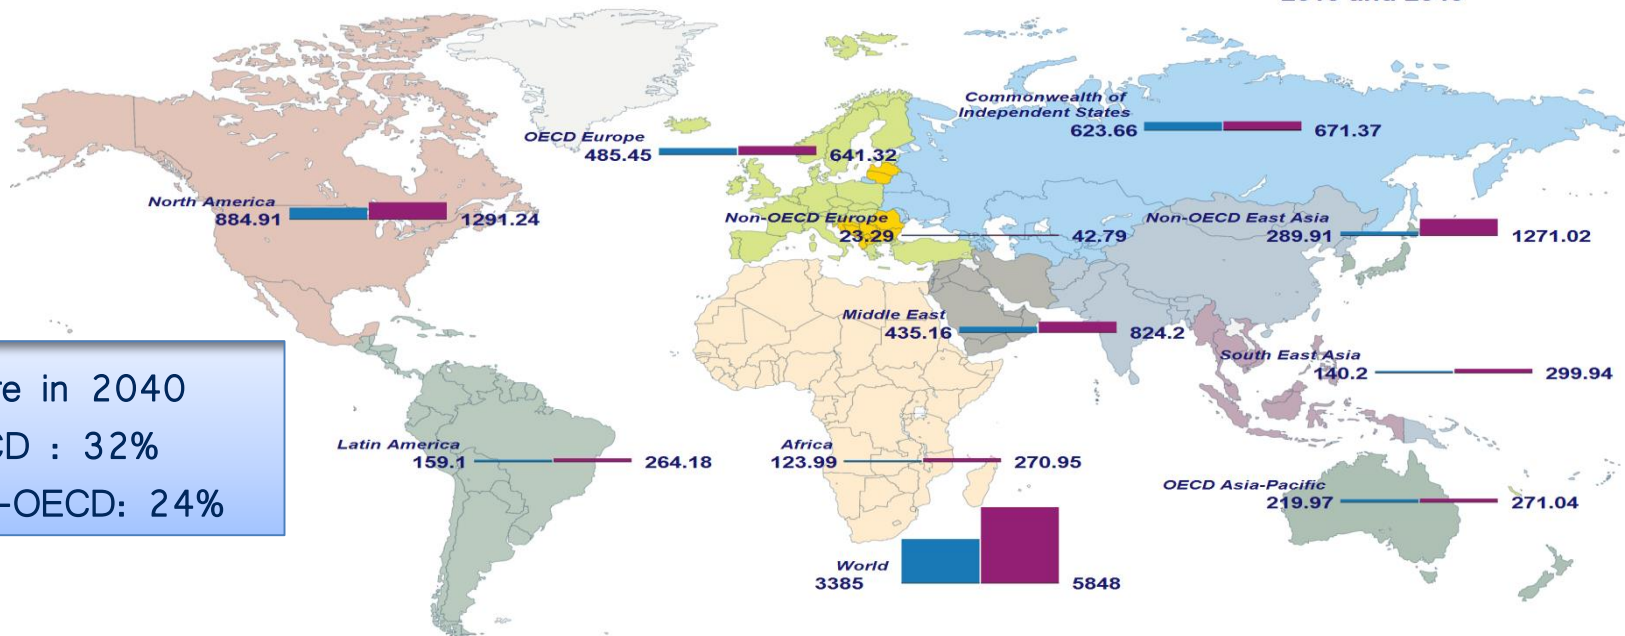 Commonwealth of
Independent States
623.66 671.37
OECD Europe
485.45 641.32
North America
884.91 1291.24
Non-OECD Europe
23.29 42.79
Non-OECD East Asia
289.91 1271.02
Middle East
435.16 824.2
South East Asia
140.2 299.94
re in 2040
CD : 32%
-OECD: 24%
Latin America
159.1 264.18
Africa
123.99 270.95
OECD Asia-Pacific
219.97 271.04
World
3385 5848